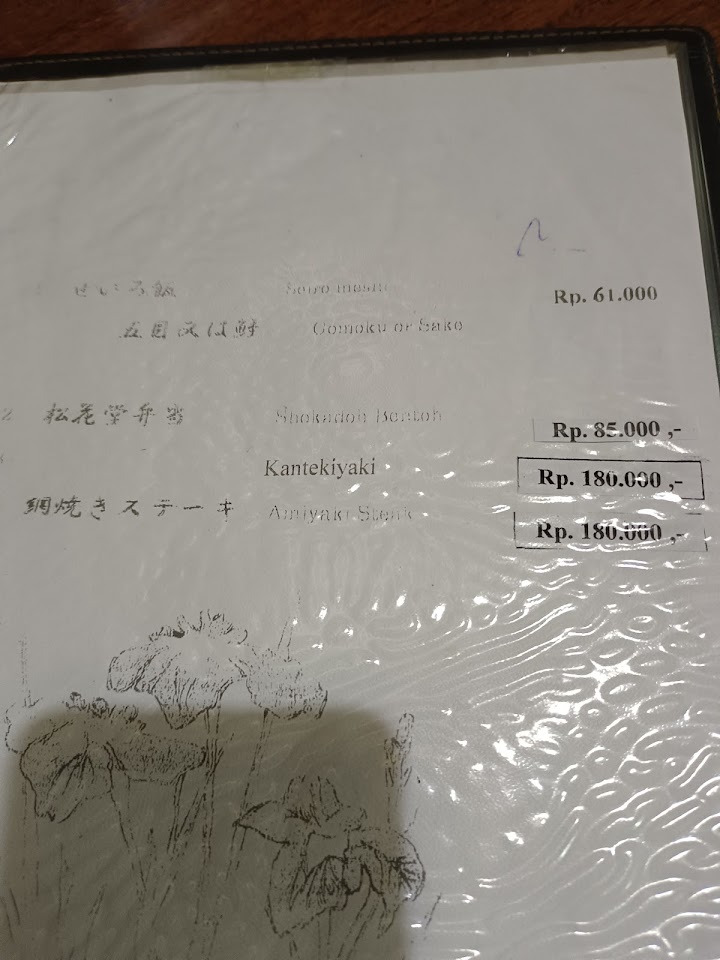 せいろ飯 Seiro meshi Rp. 61.000
五目又は鮭 Gomoku or Sake
松花堂弁当 Shokadoh Bentoh Rp. 85.000 ,-
Kantekiyaki Rp. 180.000 ,-
網焼きステーキ Amiyaki Steak Rp. 180.000 ,-